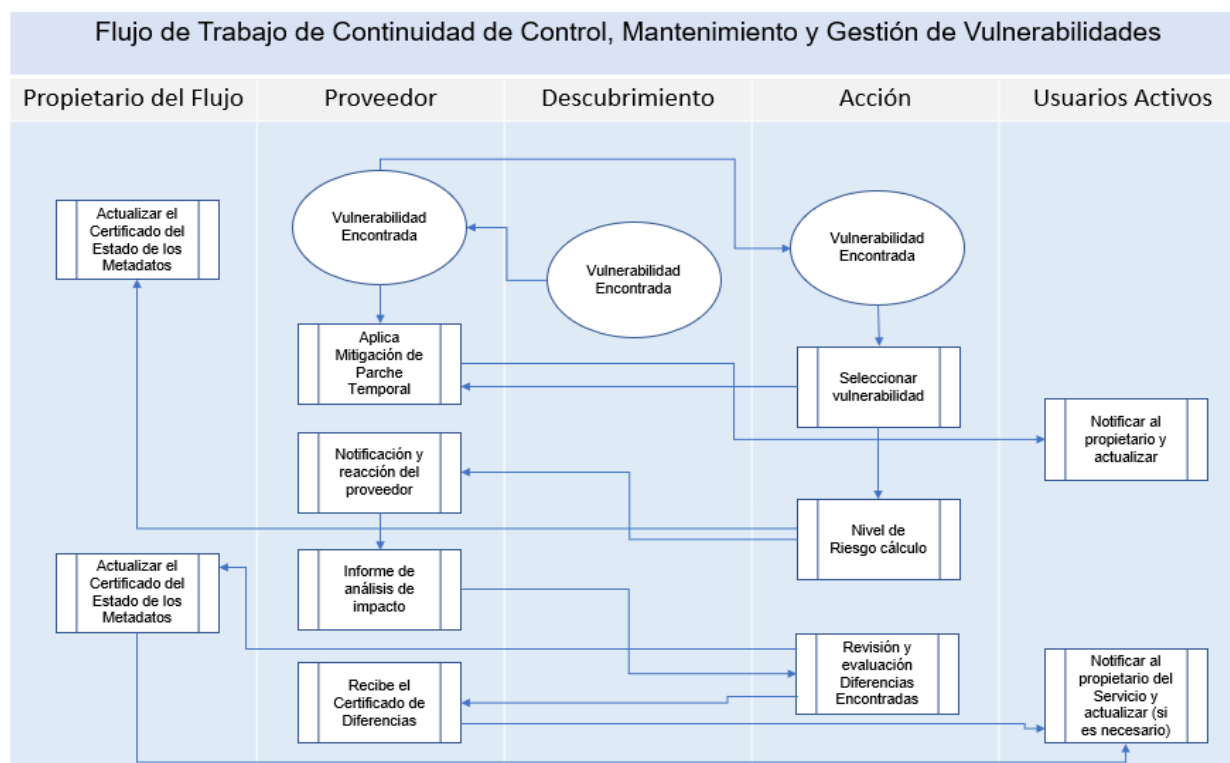 Flujo de Trabajo de Continuidad de Control, Mantenimiento y Gestión de Vulnerabilidades
Propietario del Flujo
Proveedor
Descubrimiento
Acción
Usuarios Activos
Actualizar el
Certificado del
Estado de los
Metadatos
Vulnerabilidad
Encontrada
Vulnerabilidad
Encontrada
Vulnerabilidad
Encontrada
Aplica
Mitigación de
Parche
Temporal
Seleccionar
vulnerabilidad
Notificar al
propietario y
actualizar
Notificación y
reacción del
proveedor
Nivel de
Riesgo cálculo
Actualizar el
Certificado del
Estado de los
Metadatos
Informe de
análisis de
impacto
Revisión y
evaluación
Diferencias
Encontradas
Notificar al
propietario del
Servicio y
actualizar (si
es necesario)
Recibe el
Certificado de
Diferencias